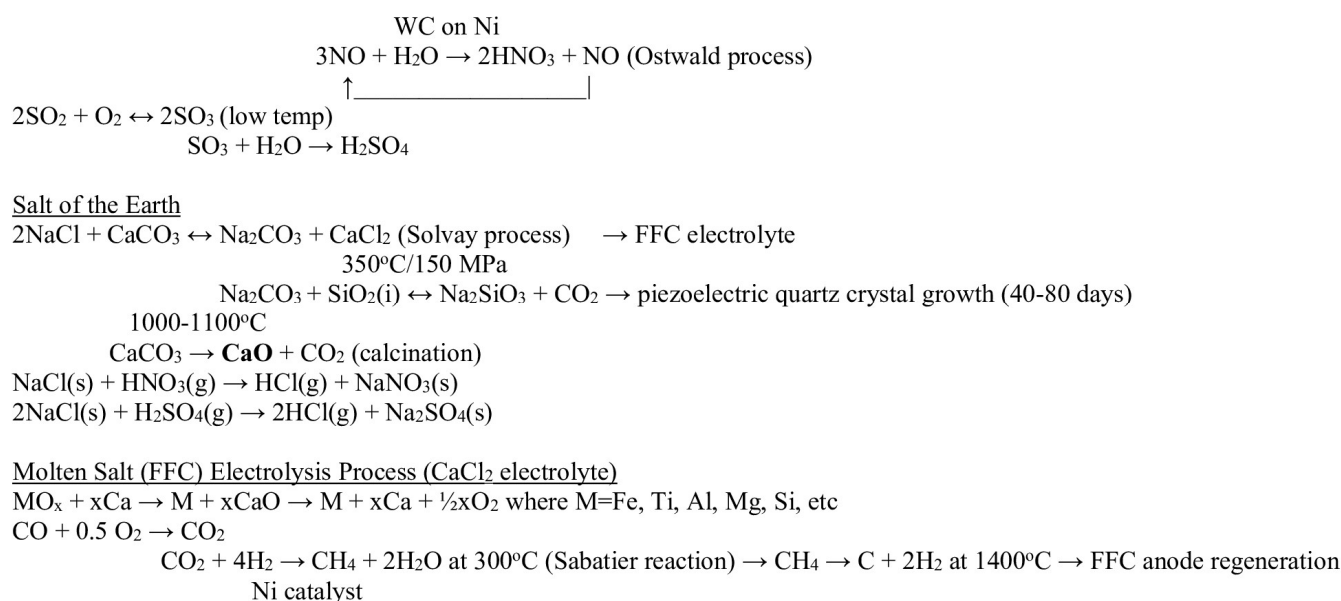 WC on Ni
3NO + H₂O → 2HNO₃ + NO (Ostwald process)
↑____________________|
2SO₂ + O₂ ↔ 2SO₃ (low temp)
SO₃ + H₂O → H₂SO₄
Salt of the Earth
2NaCl + CaCO₃ ↔ Na₂CO₃ + CaCl₂ (Solvay process) → FFC electrolyte
350ºC/150 MPa
Na₂CO₃ + SiO₂(i) ↔ Na₂SiO₃ + CO₂ → piezoelectric quartz crystal growth (40-80 days)
1000-1100ºC
CaCO₃ → CaO + CO₂ (calcination)
NaCl(s) + HNO₃(g) → HCl(g) + NaNO₃(s)
2NaCl(s) + H₂SO₄(g) → 2HCl(g) + Na₂SO₄(s)
Molten Salt (FFC) Electrolysis Process (CaCl₂ electrolyte)
MOₓ + xCa → M + xCaO → M + xCa + ½xO₂ where M=Fe, Ti, Al, Mg, Si, etc
CO + 0.5 O₂ → CO₂
CO₂ + 4H₂ → CH₄ + 2H₂O at 300ºC (Sabatier reaction) → CH₄ → C + 2H₂ at 1400ºC → FFC anode regeneration
Ni catalyst